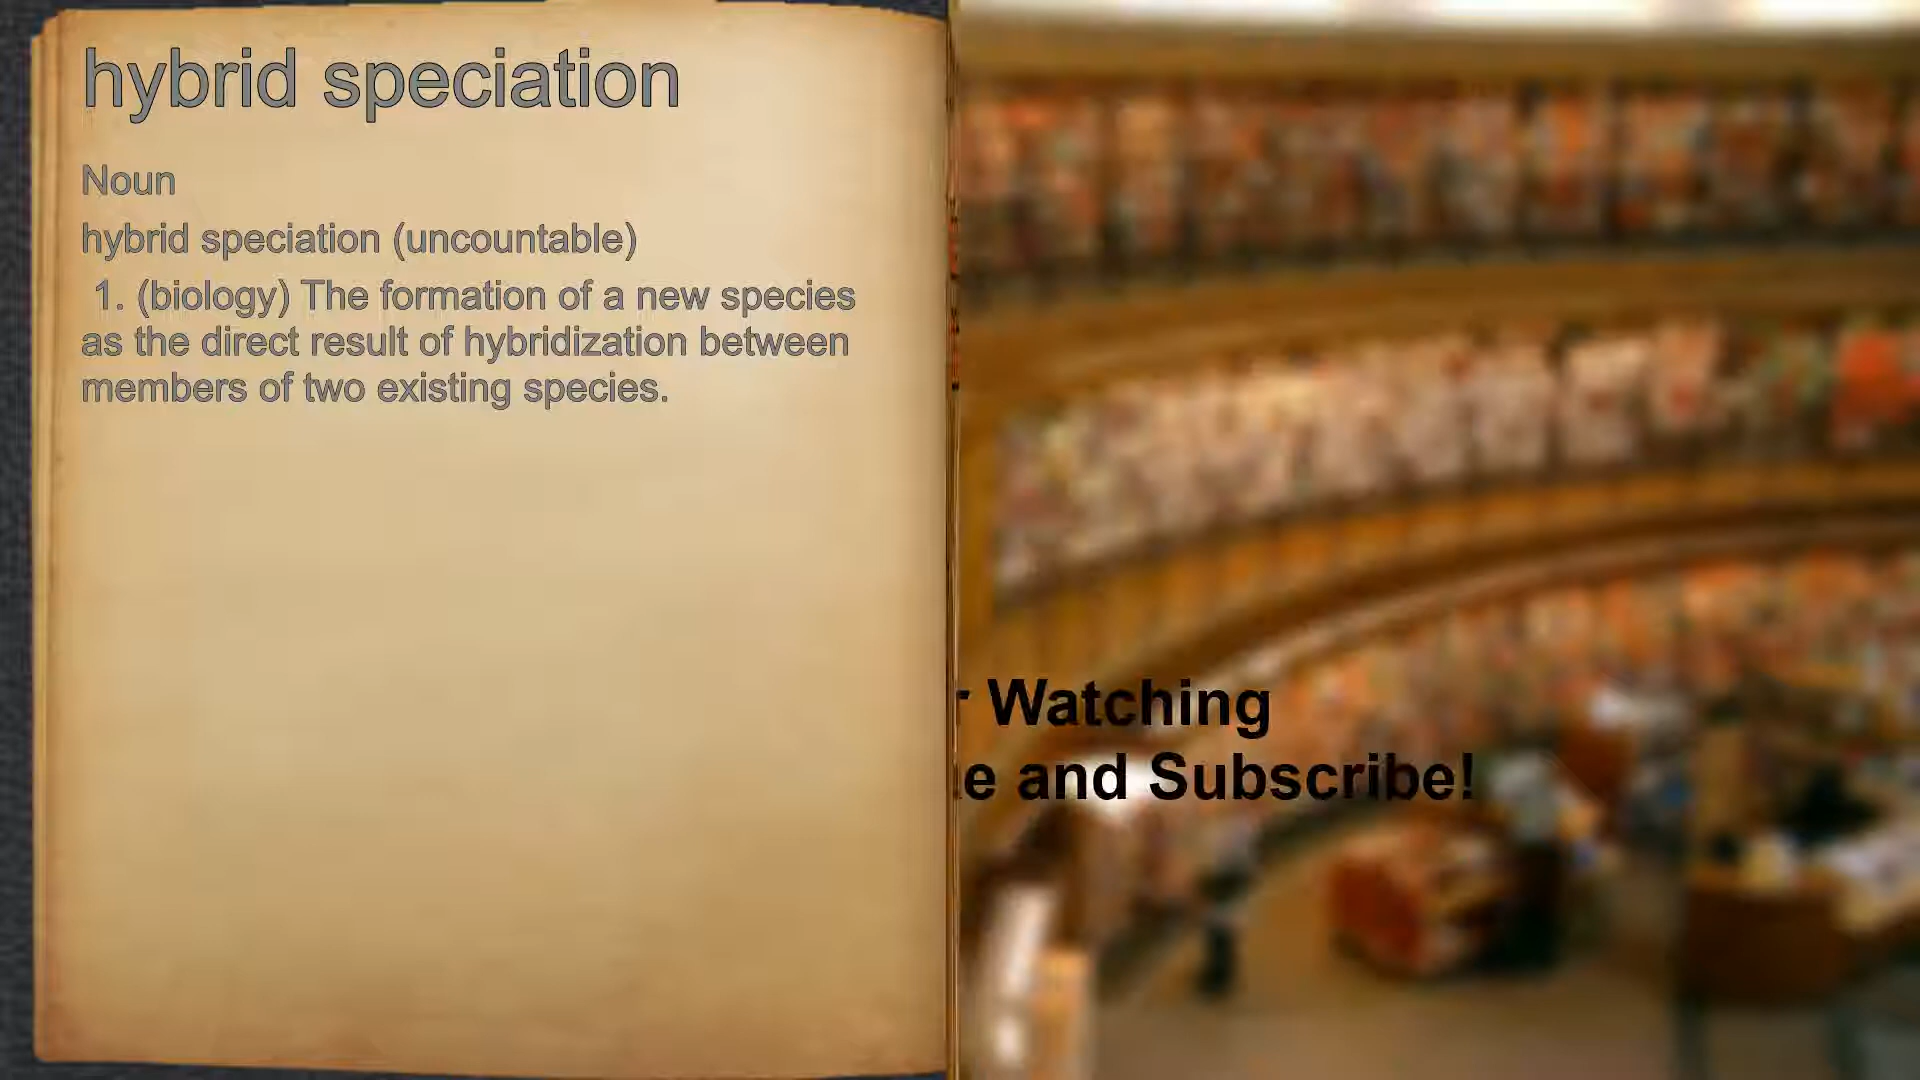 hybrid speciation
Noun
hybrid speciation (uncountable)
1. (biology) The formation of a new species
as the direct result of hybridization between
members of two existing species.
Watching
and Subscribe!